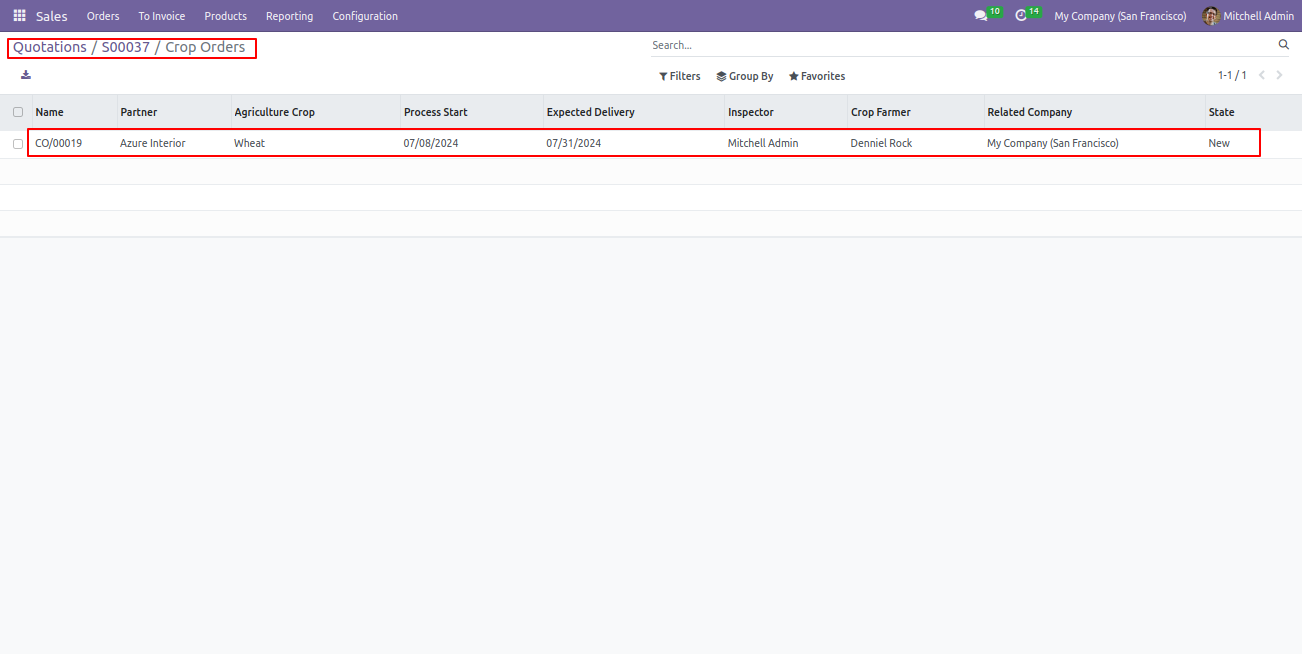 Sales Orders To Invoice Products Reporting Configuration 10 14 My Company (San Francisco) Mitchell Admin
Quotations / S00037 / Crop Orders Search...
Filters Group By Favorites 1-1 / 1
Name Partner Agriculture Crop Process Start Expected Delivery Inspector Crop Farmer Related Company State
CO/00019 Azure Interior Wheat 07/08/2024 07/31/2024 Mitchell Admin Denniel Rock My Company (San Francisco) New